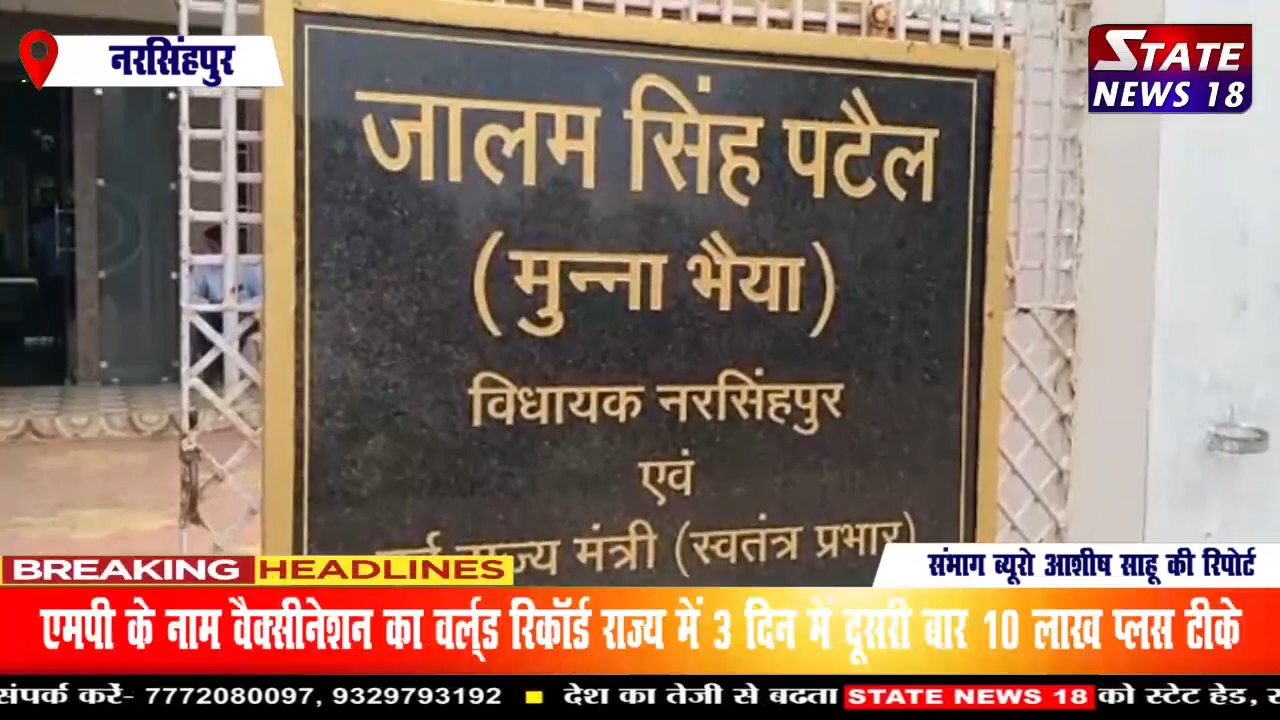 नरसिंहपुर
STATE
NEWS 18
जालम सिंह पटैल
(मुन्ना भैया)
विधायक नरसिंहपुर
एवं
राज्य मंत्री (स्वतंत्र प्रभार)
संभाग ब्यूरो आशीष साहू की रिपोर्ट
BREAKING HEADLINES
एमपी के नाम वैक्सीनेशन का वर्ल्ड रिकॉर्ड राज्य में 3 दिन में दूसरी बार 10 लाख प्लस टीके
संपर्क करें- 7772080097, 9329793192 ■ देश का तेजी से बढता STATE NEWS 18 को स्टेट हेड,